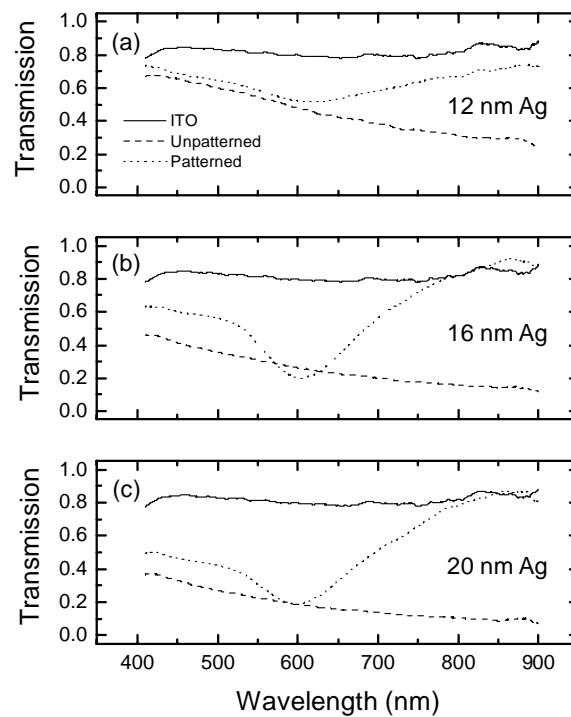 1.0
(a)
0.8
0.6
ITO
12 nm Ag
0.4
Unpatterned
0.2
Patterned
0.0
Transmission
1.0
(b)
0.8
0.6
0.4
16 nm Ag
0.2
0.0
Transmission
1.0
(c)
0.8
0.6
0.4
20 nm Ag
0.2
0.0
Transmission
400 500 600 700 800 900
Wavelength (nm)